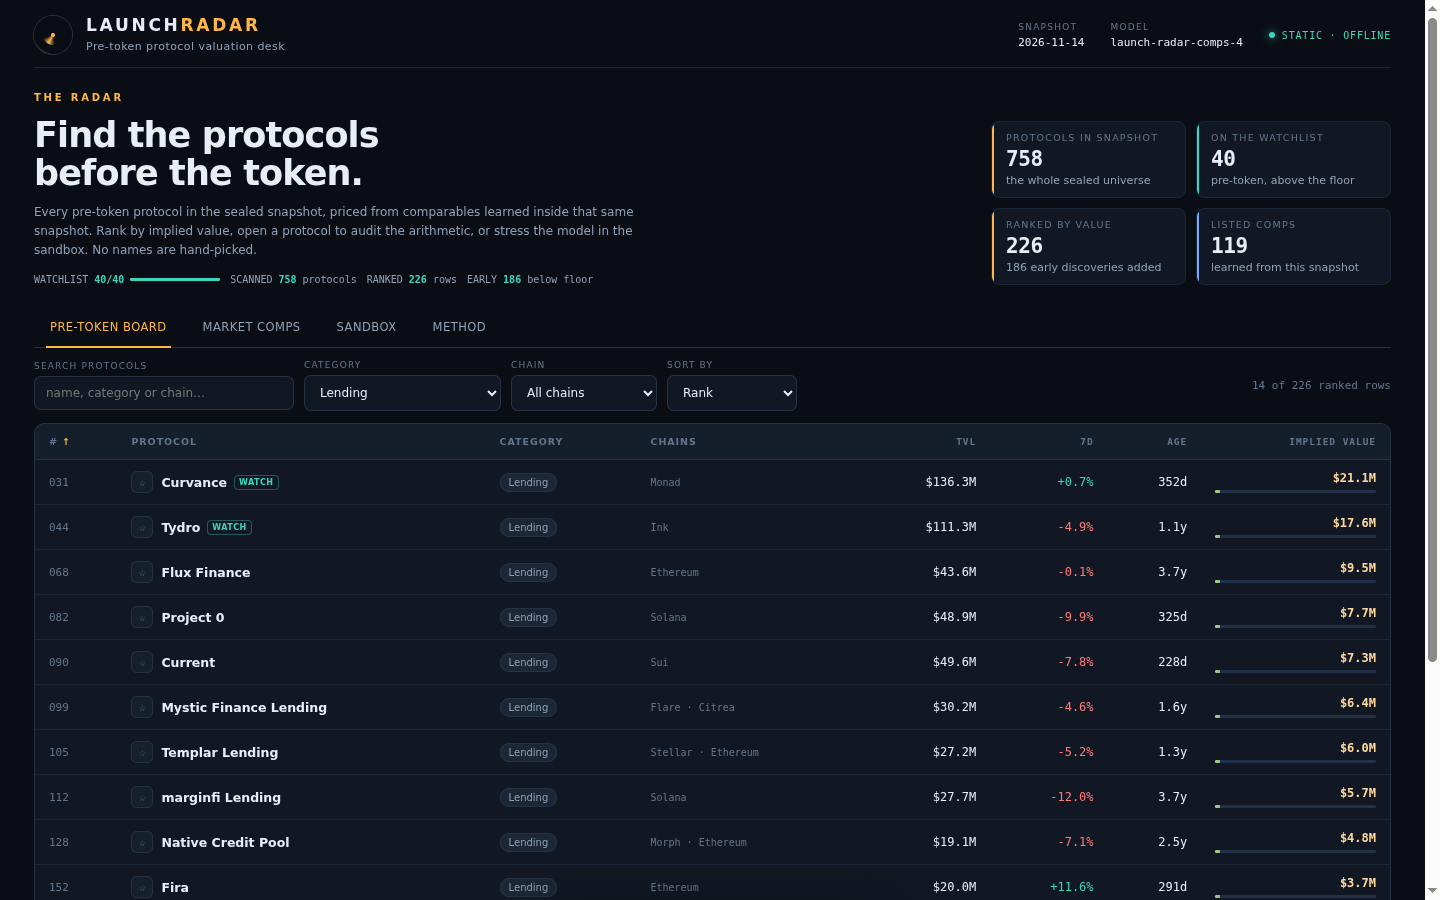 LAUNCHRADAR
Pre-token protocol valuation desk
SNAPSHOT
2026-11-14
MODEL
launch-radar-comps-4
STATIC · OFFLINE
THE RADAR
Find the protocols
before the token.
Every pre-token protocol in the sealed snapshot, priced from comparables learned inside that same
snapshot. Rank by implied value, open a protocol to audit the arithmetic, or stress the model in the
sandbox. No names are hand-picked.
WATCHLIST 40/40 SCANNED 758 protocols RANKED 226 rows EARLY 186 below floor
PROTOCOLS IN SNAPSHOT
758
the whole sealed universe
ON THE WATCHLIST
40
pre-token, above the floor
RANKED BY VALUE
226
186 early discoveries added
LISTED COMPS
119
learned from this snapshot
PRE-TOKEN BOARD MARKET COMPS SANDBOX METHOD
SEARCH PROTOCOLS CATEGORY CHAIN SORT BY
name, category or chain… Lending All chains Rank
14 of 226 ranked rows
# ↑ PROTOCOL CATEGORY CHAINS TVL 7D AGE IMPLIED VALUE
031 ☆ Curvance WATCH Lending Monad $136.3M +0.7% 352d $21.1M
044 ☆ Tydro WATCH Lending Ink $111.3M -4.9% 1.1y $17.6M
068 ☆ Flux Finance Lending Ethereum $43.6M -0.1% 3.7y $9.5M
082 ☆ Project 0 Lending Solana $48.9M -9.9% 325d $7.7M
090 ☆ Current Lending Sui $49.6M -7.8% 228d $7.3M
099 ☆ Mystic Finance Lending Lending Flare · Citrea $30.2M -4.6% 1.6y $6.4M
105 ☆ Templar Lending Lending Stellar · Ethereum $27.2M -5.2% 1.3y $6.0M
112 ☆ marginfi Lending Lending Solana $27.7M -12.0% 3.7y $5.7M
128 ☆ Native Credit Pool Lending Morph · Ethereum $19.1M -7.1% 2.5y $4.8M
152 ☆ Fira Lending Ethereum $20.0M +11.6% 291d $3.7M